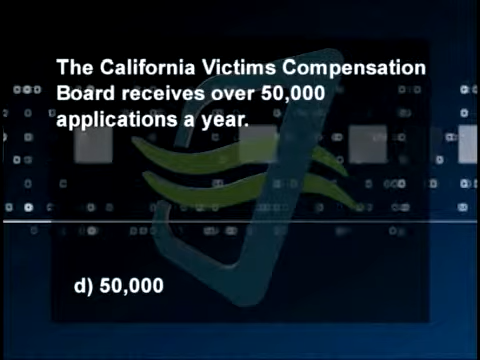 The California Victims Compensation
Board receives over 50,000
applications a year.
d) 50,000